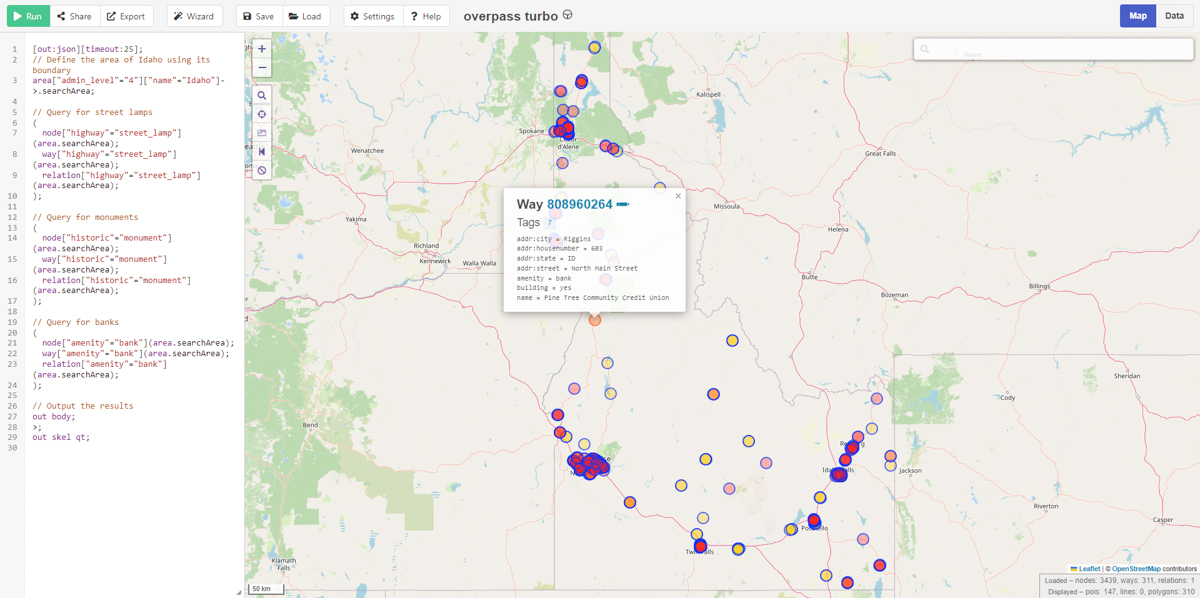 Run
Share
Export
Wizard
Save
Load
Settings
? Help
overpass turbo
Map
Data
1 [out:json][timeout:25];
2 // Define the area of Idaho using its
boundary
3 area["admin_level"="4"]["name"="Idaho"]-
>.searchArea;
4
5 // Query for street lamps
6 (
7 node["highway"="street_lamp"]
(area.searchArea);
8 way["highway"="street_lamp"]
(area.searchArea);
9 relation["highway"="street_lamp"]
(area.searchArea);
10 );
11
12 // Query for monuments
13 (
14 node["historic"="monument"]
(area.searchArea);
15 way["historic"="monument"]
(area.searchArea);
16 relation["historic"="monument"]
(area.searchArea);
17 );
18
19 // Query for banks
20 (
21 node["amenity"="bank"](area.searchArea);
22 way["amenity"="bank"](area.searchArea);
23 relation["amenity"="bank"]
(area.searchArea);
24 );
25
26 // Output the results
27 out body;
28 >;
29 out skel qt;
30
+
−
Kalispell
Spokane
d'Alene
Wenatchee
Great Falls
Missoula
Yakima
Helena
Richland
Kennewick
Walla Walla
Butte
Billings
Bozeman
Sheridan
Cody
Bend
Jackson
Riverton
Casper
Klamath
Falls
×
Way 808960264
Tags 7
addr:city = Riggins
addr:housenumber = 603
addr:state = ID
addr:street = North Main Street
amenity = bank
building = yes
name = Pine Tree Community Credit Union
50 km
Leaflet | © OpenStreetMap contributors
Loaded – nodes: 3439, ways: 311, relations: 1
Displayed – pois: 147, lines: 0, polygons: 310